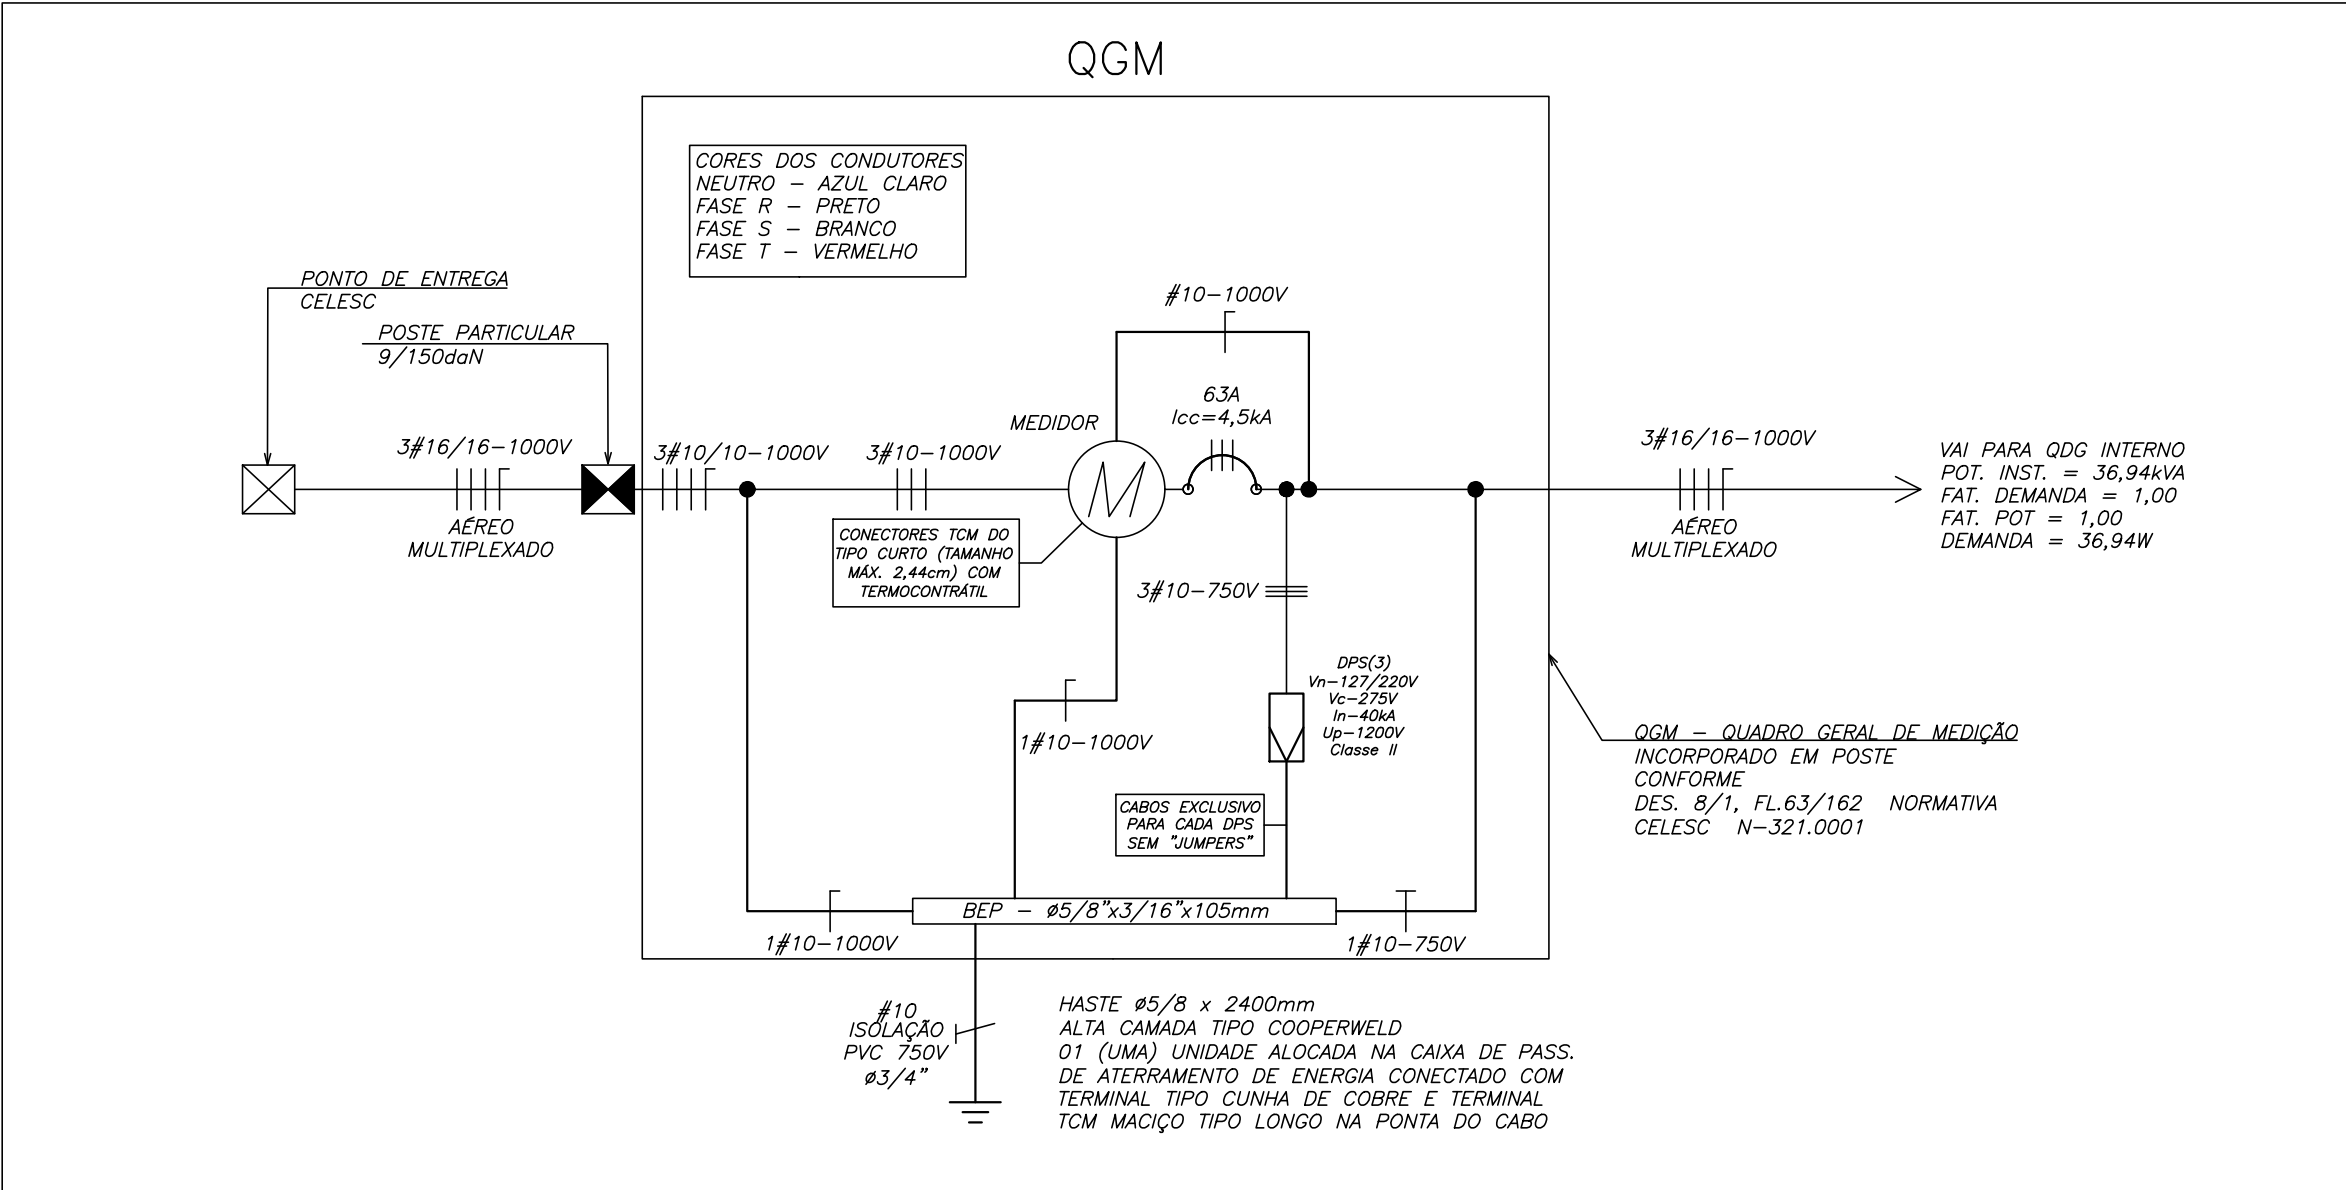 QGM
CORES DOS CONDUTORES
NEUTRO – AZUL CLARO
FASE R – PRETO
FASE S – BRANCO
FASE T – VERMELHO
PONTO DE ENTREGA
CELESC
POSTE PARTICULAR
9/150daN
#10–1000V
63A
Icc=4,5kA
MEDIDOR
3#16/16–1000V
AÉREO
MULTIPLEXADO
3#10/10–1000V
3#10–1000V
M
CONECTORES TCM DO
TIPO CURTO (TAMANHO
MÁX. 2,44cm) COM
TERMOCONTRÁTIL
3#16/16–1000V
AÉREO
MULTIPLEXADO
VAI PARA QDG INTERNO
POT. INST. = 36,94kVA
FAT. DEMANDA = 1,00
FAT. POT = 1,00
DEMANDA = 36,94W
3#10–750V
DPS(3)
Vn–127/220V
Vc–275V
In–40kA
Up–1200V
Classe II
1#10–1000V
CABOS EXCLUSIVO
PARA CADA DPS
SEM "JUMPERS"
QGM – QUADRO GERAL DE MEDIÇÃO
INCORPORADO EM POSTE
CONFORME
DES. 8/1, FL.63/162 NORMATIVA
CELESC N–321.0001
BEP – ø5/8"x3/16"x105mm
1#10–1000V
1#10–750V
#10
ISOLAÇÃO
PVC 750V
ø3/4"
HASTE ø5/8 x 2400mm
ALTA CAMADA TIPO COOPERWELD
01 (UMA) UNIDADE ALOCADA NA CAIXA DE PASS.
DE ATERRAMENTO DE ENERGIA CONECTADO COM
TERMINAL TIPO CUNHA DE COBRE E TERMINAL
TCM MACIÇO TIPO LONGO NA PONTA DO CABO